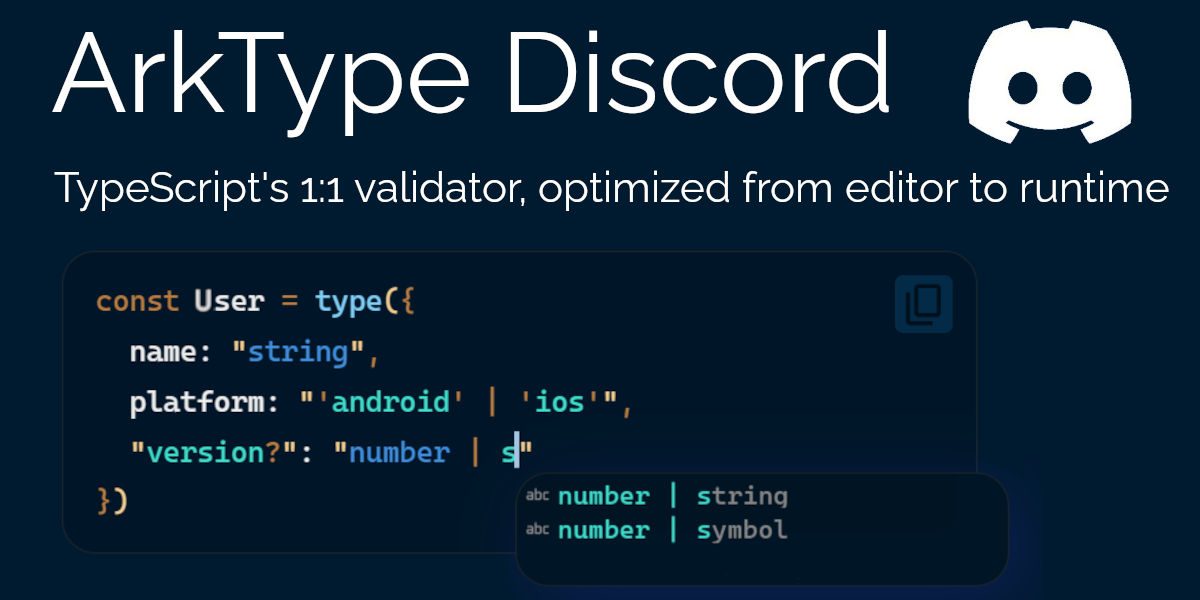 ArkType Discord
TypeScript's 1:1 validator, optimized from editor to runtime
const User = type({
name: "string",
platform: "'android' | 'ios'",
"version?": "number | s"
})
abc number | string
abc number | symbol